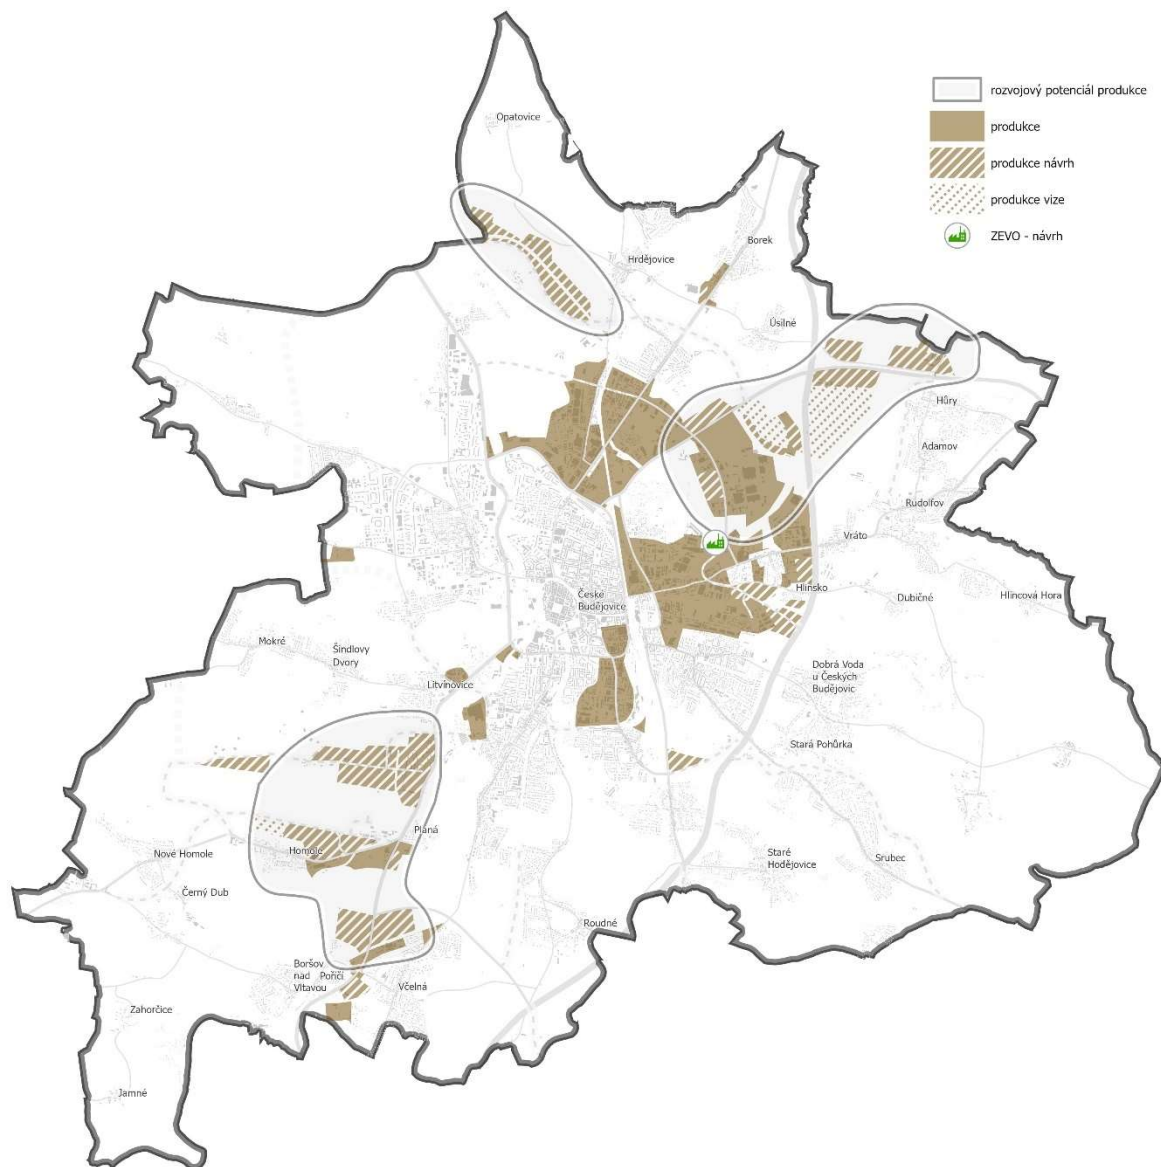 Opatovice
rozvojový potenciál produkce
produkce
produkce návrh
produkce vize
ZEVO - návrh
Borek
Hrdějovice
Úsilné
Hůry
Adamov
Rudolfov
Vráto
České
Budějovice
Hlinsko
Dubičné
Hlincová Hora
Mokré
Šindlovy
Dvory
Litvínovice
Dobrá Voda
u Českých
Budějovic
Stará Pohůrka
Pláná
Nové Homole
Homole
Staré
Hodějovice
Srubec
Černý Dub
Roudné
Boršov
nad Poříčí
Vltavou
Včelná
Zahorčice
Jamné